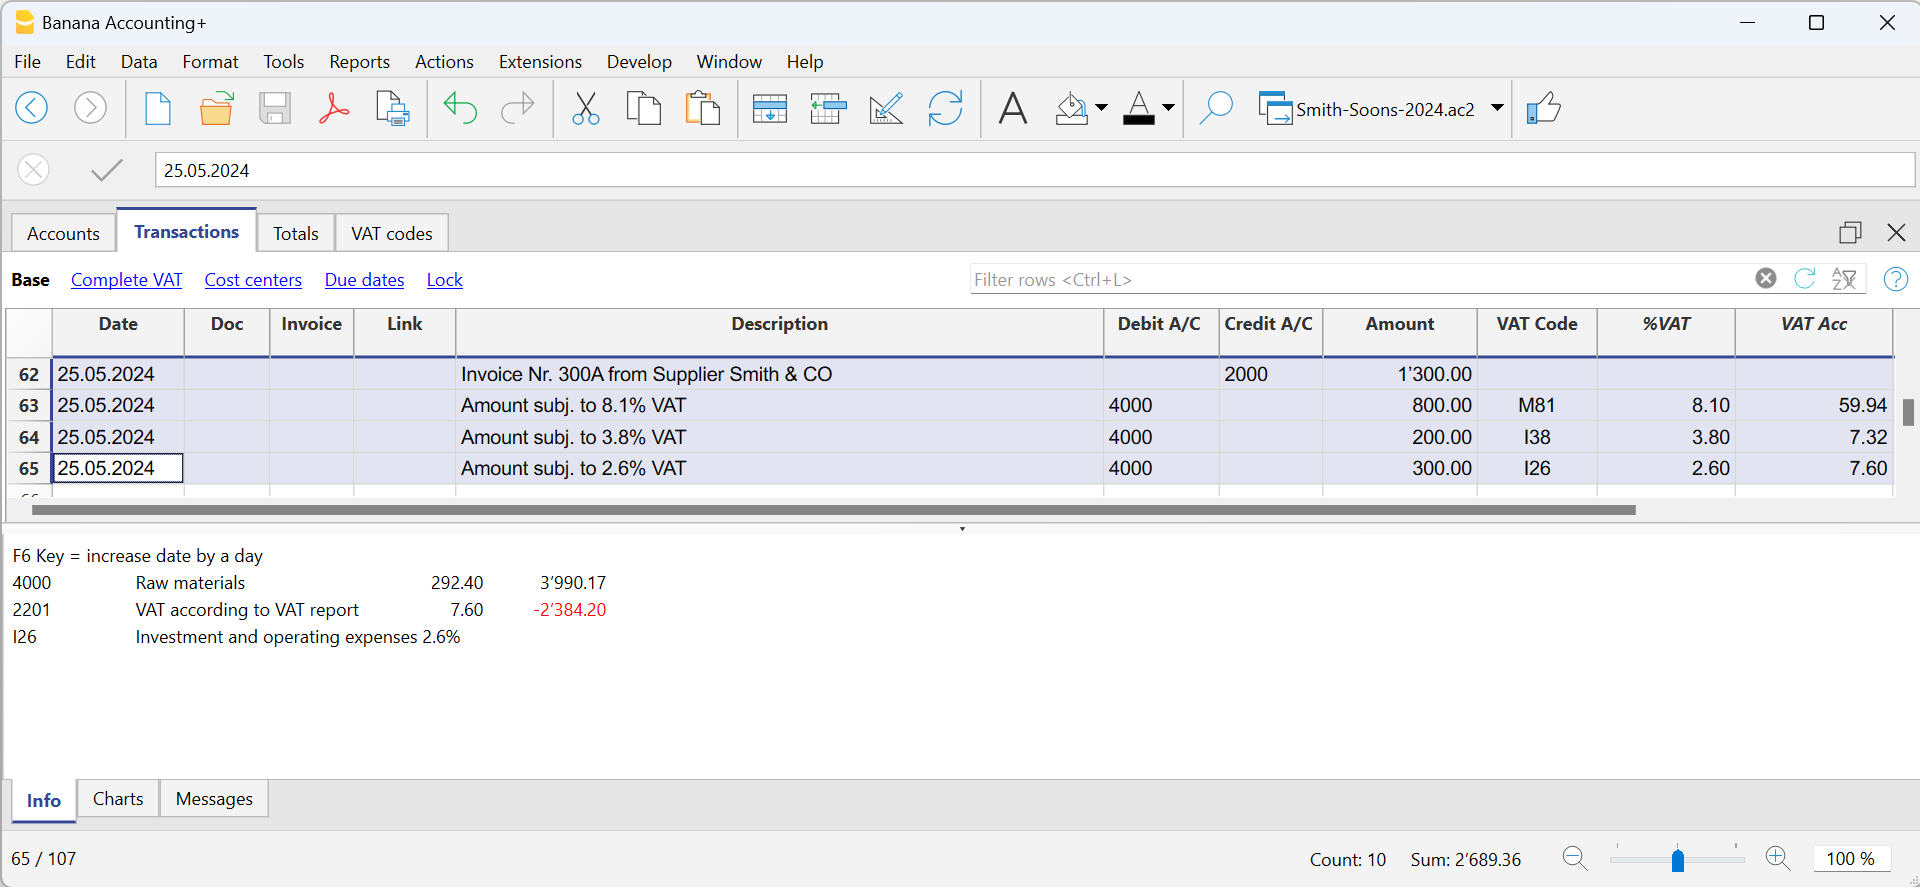 Banana Accounting+
File Edit Data Format Tools Reports Actions Extensions Develop Window Help
Smith-Soons-2024.ac2
25.05.2024
Accounts Transactions Totals VAT codes
Base Complete VAT Cost centers Due dates Lock Filter rows <Ctrl+L>
Date Doc Invoice Link Description Debit A/C Credit A/C Amount VAT Code %VAT VAT Acc
62 25.05.2024 Invoice Nr. 300A from Supplier Smith & CO 2000 1’300.00
63 25.05.2024 Amount subj. to 8.1% VAT 4000 800.00 M81 8.10 59.94
64 25.05.2024 Amount subj. to 3.8% VAT 4000 200.00 I38 3.80 7.32
65 25.05.2024 Amount subj. to 2.6% VAT 4000 300.00 I26 2.60 7.60
F6 Key = increase date by a day
4000 Raw materials 292.40 3’990.17
2201 VAT according to VAT report 7.60 -2’384.20
I26 Investment and operating expenses 2.6%
Info Charts Messages
65 / 107 Count: 10 Sum: 2’689.36 100 %